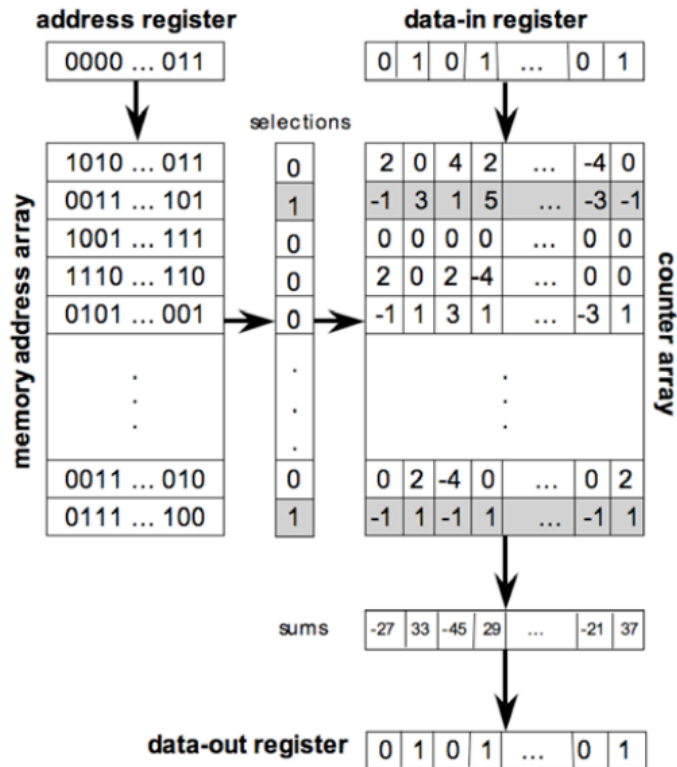 address register
data-in register
0000 ... 011
0 1 0 1 ... 0 1
selections
memory address array
counter array
1010 ... 011 0 2 0 4 2 ... -4 0
0011 ... 101 1 -1 3 1 5 ... -3 -1
1001 ... 111 0 0 0 0 0 ... 0 0
1110 ... 110 0 2 0 2 -4 ... 0 0
0101 ... 001 0 -1 1 3 1 ... -3 1
0011 ... 010 0 0 2 -4 0 ... 0 2
0111 ... 100 1 -1 1 -1 1 ... -1 1
sums -27 33 -45 29 ... -21 37
data-out register 0 1 0 1 ... 0 1